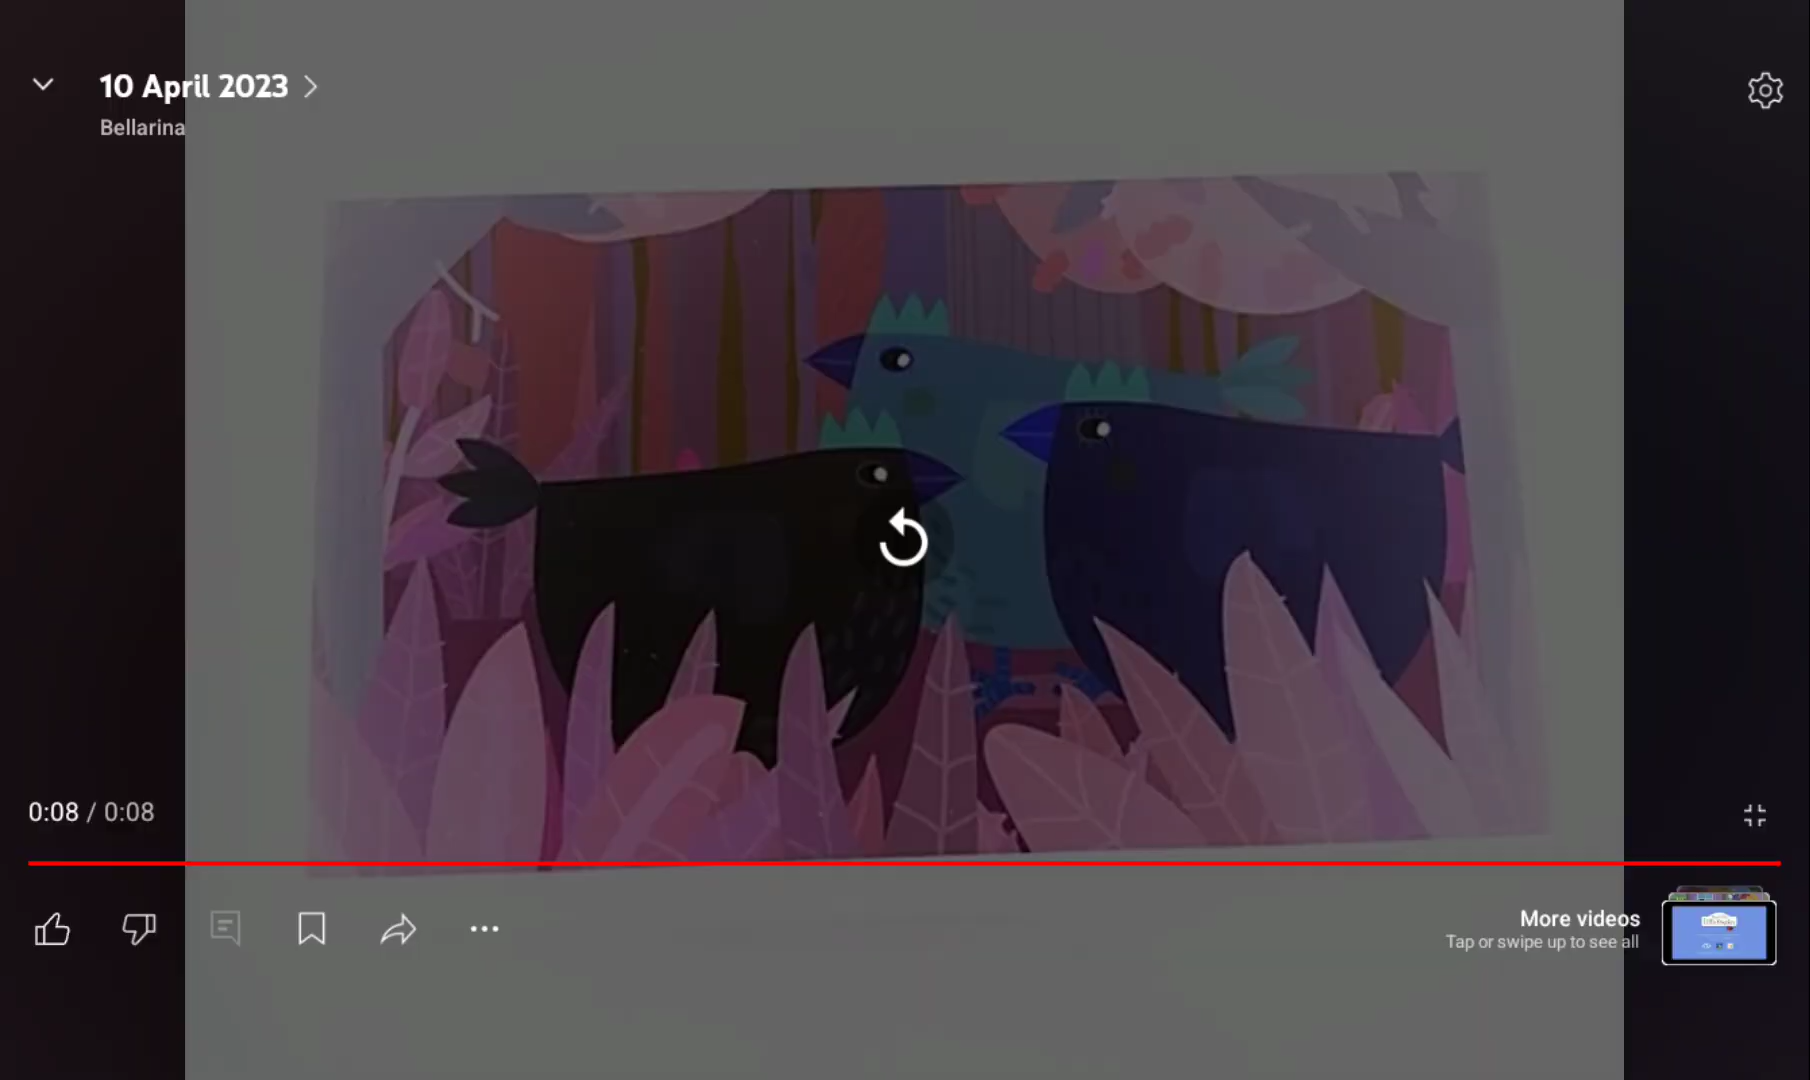 10 April 2023
Bellarina
0:08 / 0:08
More videos
Tap or swipe up to see all